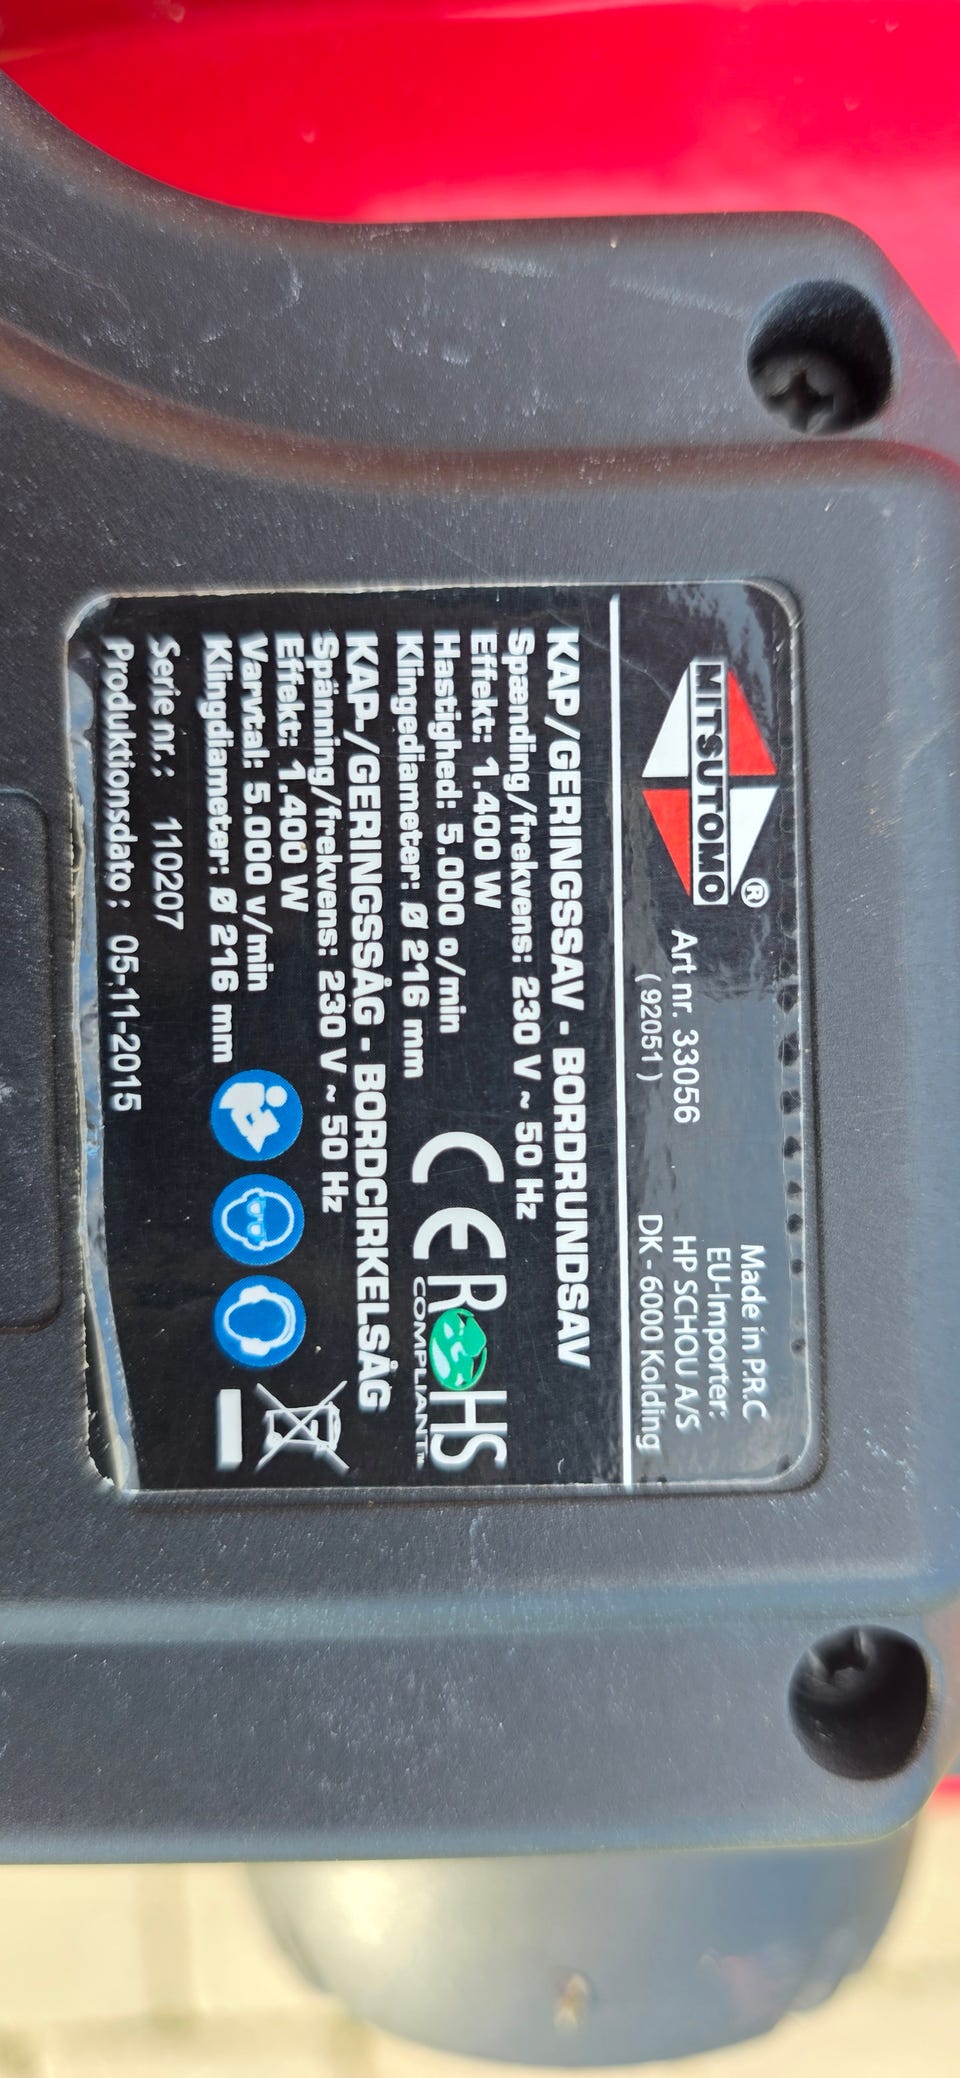 MITSUTOMO®
Art nr. 33056
( 92051 )
Made in P.R.C
EU-Importer:
HP SCHOU A/S
DK - 6000 Kolding
KAP/GERINGSSAV - BORDRUNDSAV
Spænding/frekvens: 230 V ~ 50 Hz
Effekt: 1.400 W
Hastighed: 5.000 o/min
Klingediameter: Ø 216 mm
CE
RoHS
COMPLIANT™
KAP-/GERINGSSÅG - BORDCIRKELSÅG
Spänning/frekvens: 230 V ~ 50 Hz
Effekt: 1.400 W
Varvtal: 5.000 v/min
Klingdiameter: Ø 216 mm
Serie nr,: 110207
Produktionsdato : 05-11-2015